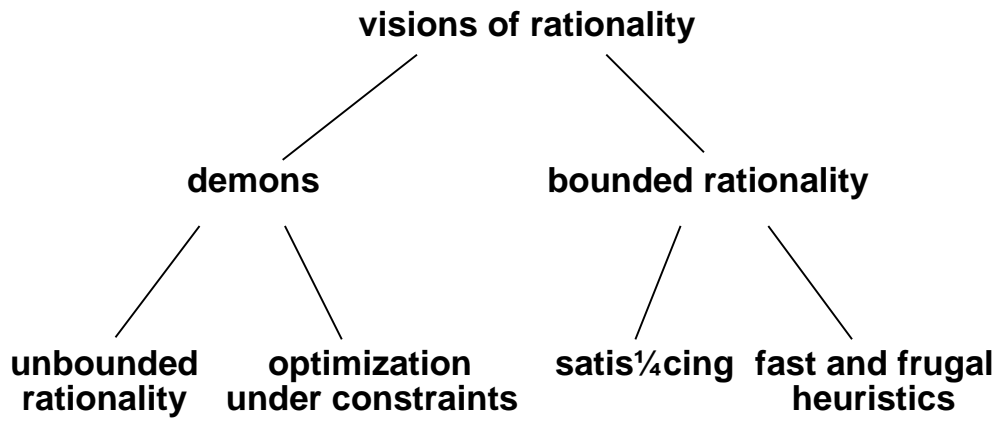 visions of rationality
demons
bounded rationality
unbounded
rationality
optimization
under constraints
satis¼cing
fast and frugal
heuristics